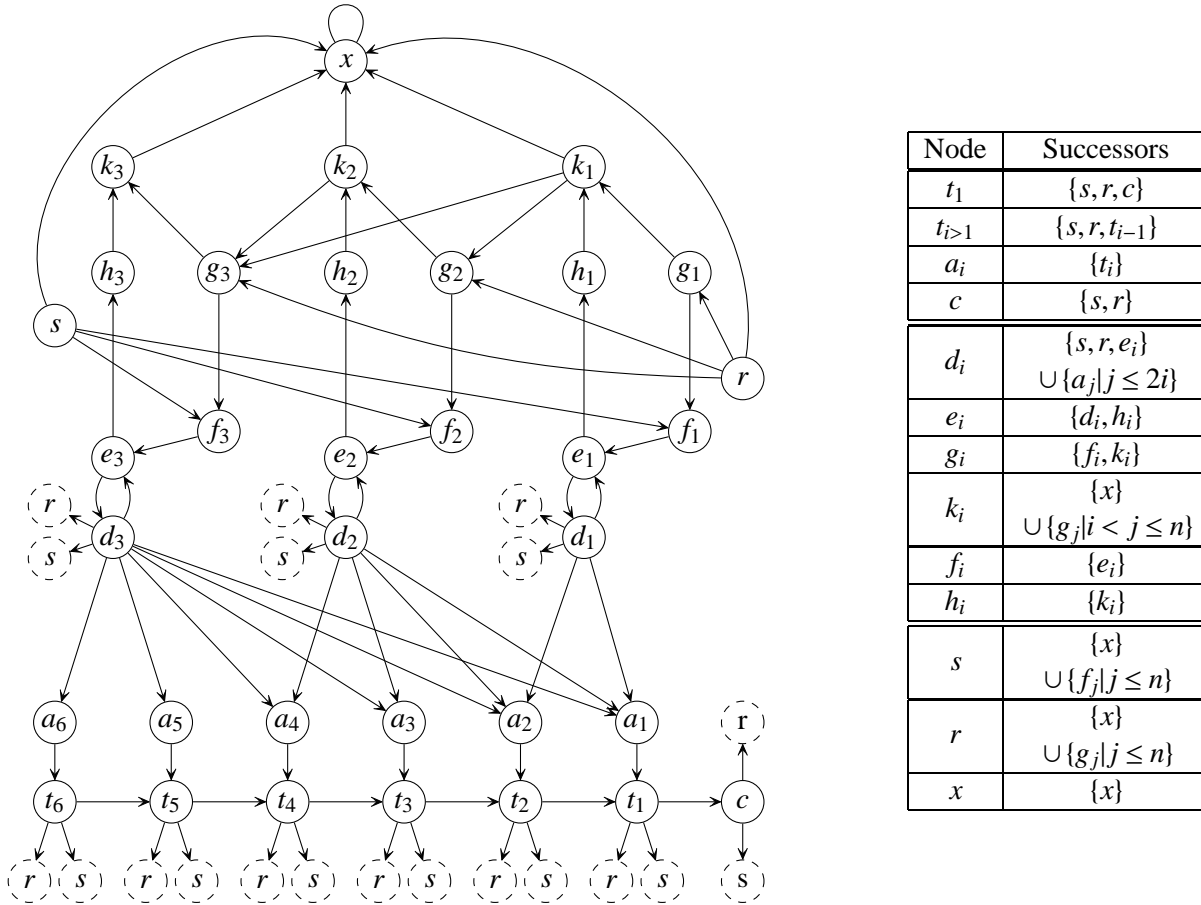 x
k3 k2 k1
h3 g3 h2 g2 h1 g1
s
r
f3 f2 f1
e3 e2 e1
r r r
d3 d2 d1
s s s
a6 a5 a4 a3 a2 a1 r
t6 t5 t4 t3 t2 t1 c
r s r s r s r s r s r s s
Node Successors
t1 {s, r, c}
ti>1 {s, r, ti−1}
ai {ti}
c {s, r}
di {s, r, ei}
∪ {aj|j ≤ 2i}
ei {di, hi}
gi {fi, ki}
ki {x}
∪ {gj|i < j ≤ n}
fi {ei}
hi {ki}
s {x}
∪ {fj|j ≤ n}
r {x}
∪ {gj|j ≤ n}
x {x}